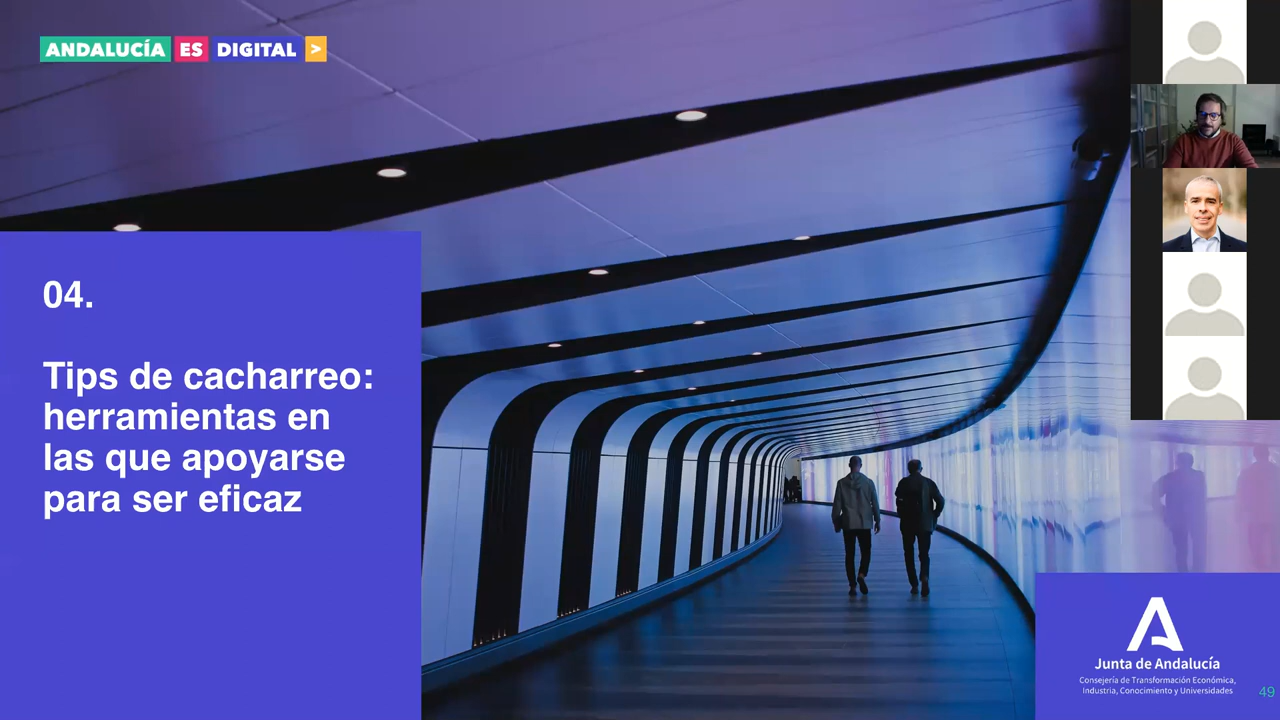 ANDALUCÍA ES DIGITAL >
04.
Tips de cacharreo:
herramientas en
las que apoyarse
para ser eficaz
Junta de Andalucía
Consejería de Transformación Económica,
Industria, Conocimiento y Universidades
49